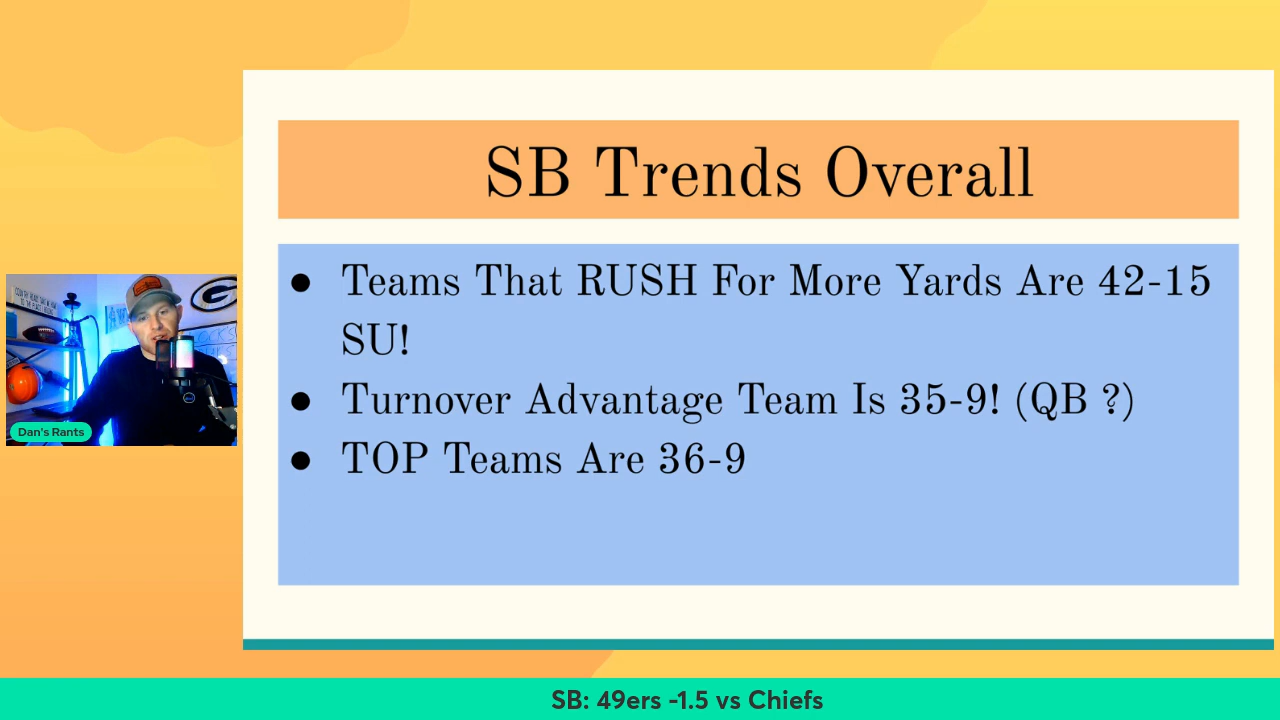 SB Trends Overall
● Teams That RUSH For More Yards Are 42-15
SU!
● Turnover Advantage Team Is 35-9! (QB ?)
● TOP Teams Are 36-9
Dan's Rants
SB: 49ers -1.5 vs Chiefs